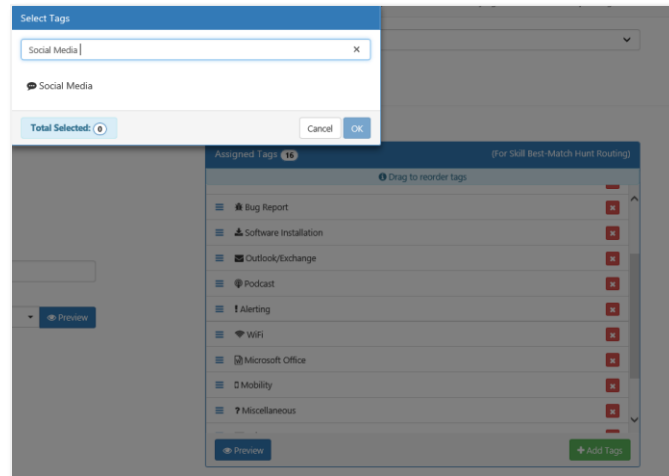 Select Tags
Social Media
Social Media
Total Selected: 0
Cancel
OK
Assigned Tags 16
(For Skill Best-Match Hunt Routing)
Drag to reorder tags
Bug Report
Software Installation
Outlook/Exchange
Podcast
Alerting
WiFi
Microsoft Office
Mobility
Miscellaneous
Preview
Preview
+ Add Tags